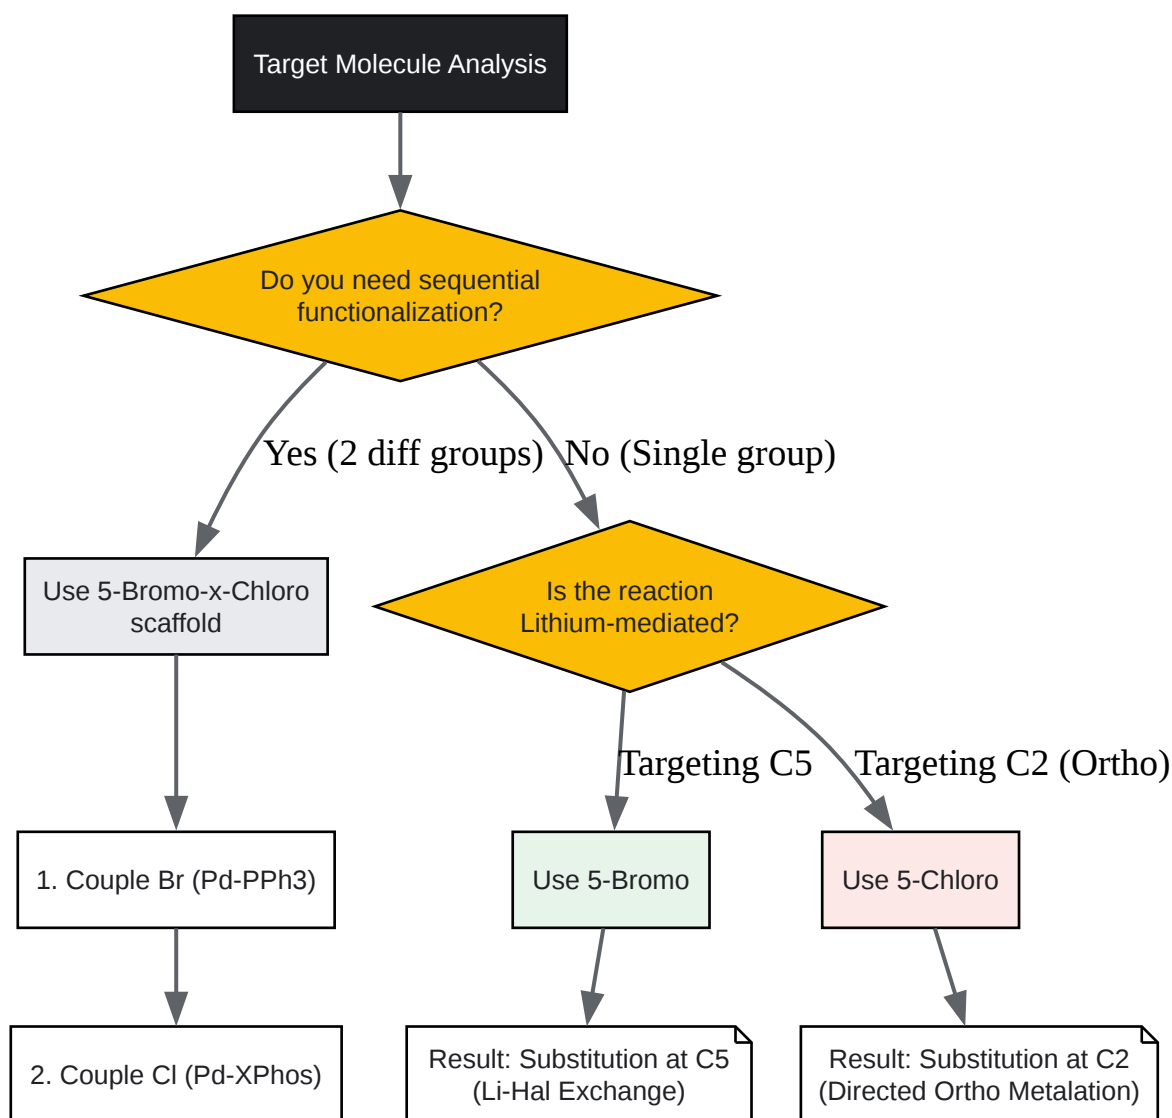 Target Molecule Analysis
Do you need sequential
functionalization?
Yes (2 diff groups)
No (Single group)
Use 5-Bromo-x-Chloro
scaffold
Is the reaction
Lithium-mediated?
Targeting C5
Targeting C2 (Ortho)
1. Couple Br (Pd-PPh3)
Use 5-Bromo
Use 5-Chloro
2. Couple Cl (Pd-XPhos)
Result: Substitution at C5
(Li-Hal Exchange)
Result: Substitution at C2
(Directed Ortho Metalation)